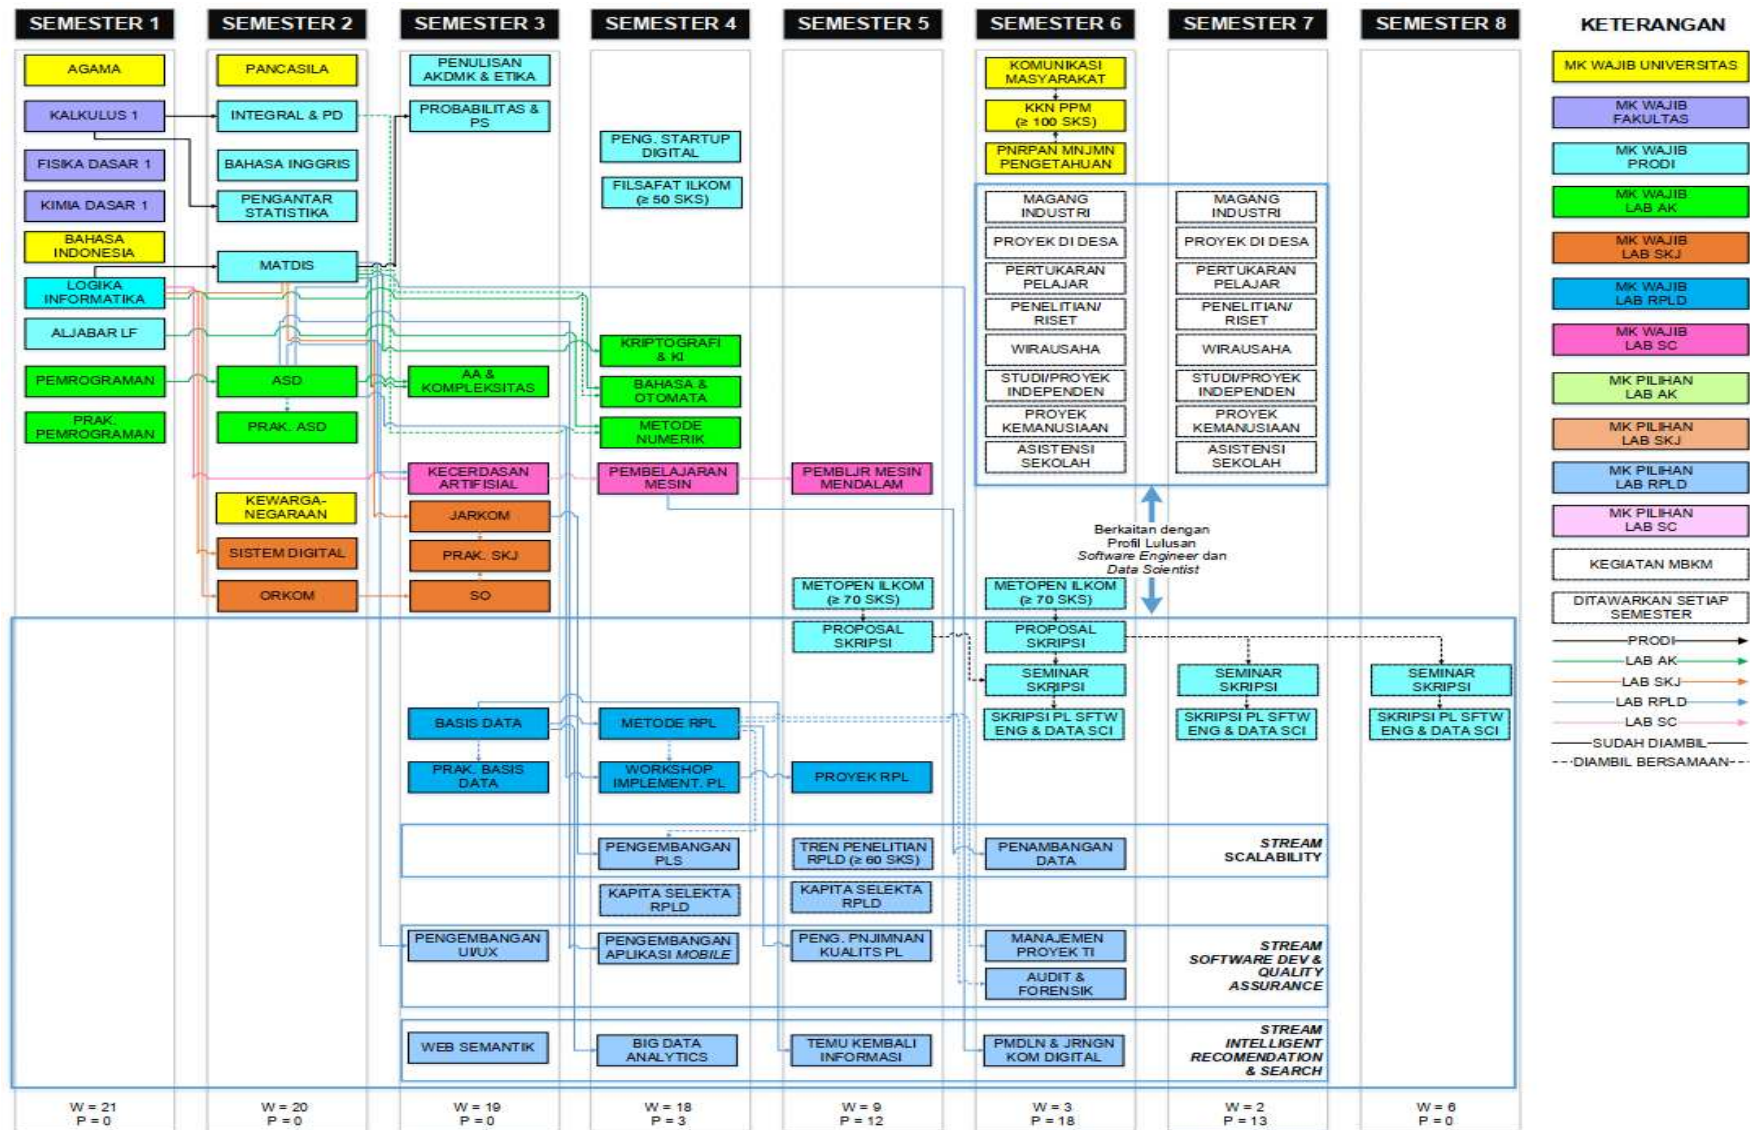 SEMESTER 1
SEMESTER 2
SEMESTER 3
SEMESTER 4
SEMESTER 5
SEMESTER 6
SEMESTER 7
SEMESTER 8
KETERANGAN
AGAMA
KALKULUS 1
FISIKA DASAR 1
KIMIA DASAR 1
BAHASA
INDONESIA
LOGIKA
INFORMATIKA
ALJABAR LF
PEMROGRAMAN
PRAK.
PEMROGRAMAN
W = 21
P = 0
PANCASILA
INTEGRAL & PD
BAHASA INGGRIS
PENGANTAR
STATISTIKA
MATDIS
ASD
PRAK. ASD
KEWARGA-
NEGARAAN
SISTEM DIGITAL
ORKOM
W = 20
P = 0
PENULISAN
AKDMK & ETIKA
PROBABILITAS &
PS
AA &
KOMPLEKSITAS
KECERDASAN
ARTIFISIAL
JARKOM
PRAK. SKJ
SO
BASIS DATA
PRAK. BASIS
DATA
PENGEMBANGAN
UI/UX
WEB SEMANTIK
W = 19
P = 0
PENG. STARTUP
DIGITAL
FILSAFAT ILKOM
(≥ 50 SKS)
KRIPTOGRAFI
& KI
BAHASA &
OTOMATA
METODE
NUMERIK
PEMBELAJARAN
MESIN
METODE RPL
WORKSHOP
IMPLEMENT. PL
PENGEMBANGAN
PLS
KAPITA SELEKTA
RPLD
PENGEMBANGAN
APLIKASI MOBILE
BIG DATA
ANALYTICS
W = 18
P = 3
PEMBLJR MESIN
MENDALAM
METOPEN ILKOM
(≥ 70 SKS)
PROPOSAL
SKRIPSI
PROYEK RPL
TREN PENELITIAN
RPLD (≥ 60 SKS)
KAPITA SELEKTA
RPLD
PENG. PNJIMNAN
KUALITS PL
TEMU KEMBALI
INFORMASI
W = 9
P = 12
KOMUNIKASI
MASYARAKAT
KKN PPM
(≥ 100 SKS)
PNRPAN MNJMN
PENGETAHUAN
MAGANG
INDUSTRI
PROYEK DI DESA
PERTUKARAN
PELAJAR
PENELITIAN/
RISET
WIRAUSAHA
STUDI/PROYEK
INDEPENDEN
PROYEK
KEMANUSIAAN
ASISTENSI
SEKOLAH
Berkaitan dengan
Profil Lulusan
Software Engineer dan
Data Scientist
METOPEN ILKOM
(≥ 70 SKS)
PROPOSAL
SKRIPSI
SEMINAR
SKRIPSI
SKRIPSI PL SFTW
ENG & DATA SCI
PENAMBANGAN
DATA
MANAJEMEN
PROYEK TI
AUDIT &
FORENSIK
PMDLN & JRNGN
KOM DIGITAL
W = 3
P = 18
MAGANG
INDUSTRI
PROYEK DI DESA
PERTUKARAN
PELAJAR
PENELITIAN/
RISET
WIRAUSAHA
STUDI/PROYEK
INDEPENDEN
PROYEK
KEMANUSIAAN
ASISTENSI
SEKOLAH
SEMINAR
SKRIPSI
SKRIPSI PL SFTW
ENG & DATA SCI
STREAM
SCALABILITY
STREAM
SOFTWARE DEV &
QUALITY
ASSURANCE
STREAM
INTELLIGENT
RECOMENDATION
& SEARCH
W = 2
P = 13
SEMINAR
SKRIPSI
SKRIPSI PL SFTW
ENG & DATA SCI
W = 6
P = 0
MK WAJIB UNIVERSITAS
MK WAJIB
FAKULTAS
MK WAJIB
PRODI
MK WAJIB
LAB AK
MK WAJIB
LAB SKJ
MK WAJIB
LAB RPLD
MK WAJIB
LAB SC
MK PILIHAN
LAB AK
MK PILIHAN
LAB SKJ
MK PILIHAN
LAB RPLD
MK PILIHAN
LAB SC
KEGIATAN MBKM
DITAWARKAN SETIAP
SEMESTER
PRODI
LAB AK
LAB SKJ
LAB RPLD
LAB SC
SUDAH DIAMBIL
DIAMBIL BERSAMAAN